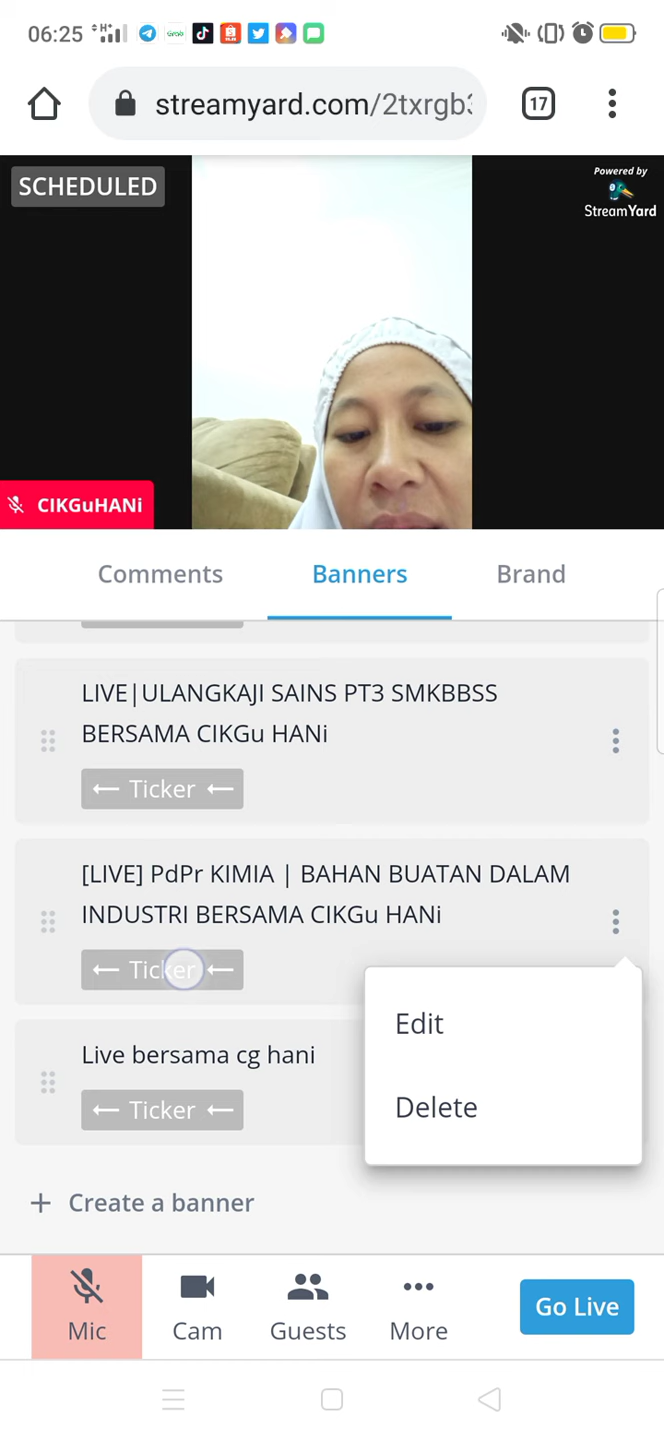 06:25
Grab
streamyard.com/2txrgb
17
SCHEDULED
Powered by
StreamYard
CIKGuHANi
Comments
Banners
Brand
LIVE|ULANGKAJI SAINS PT3 SMKBBSS
BERSAMA CIKGu HANi
← Ticker ←
[LIVE] PdPr KIMIA | BAHAN BUATAN DALAM
INDUSTRI BERSAMA CIKGu HANi
← Ticker ←
Edit
Live bersama cg hani
Delete
← Ticker ←
+ Create a banner
Mic
Cam
Guests
More
Go Live